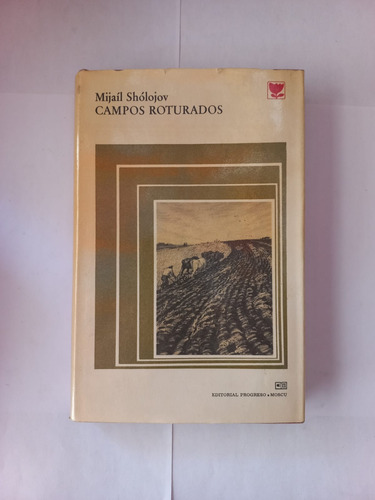 Mijaíl Shólojov
CAMPOS ROTURADOS
EDITORIAL PROGRESO MOSCU